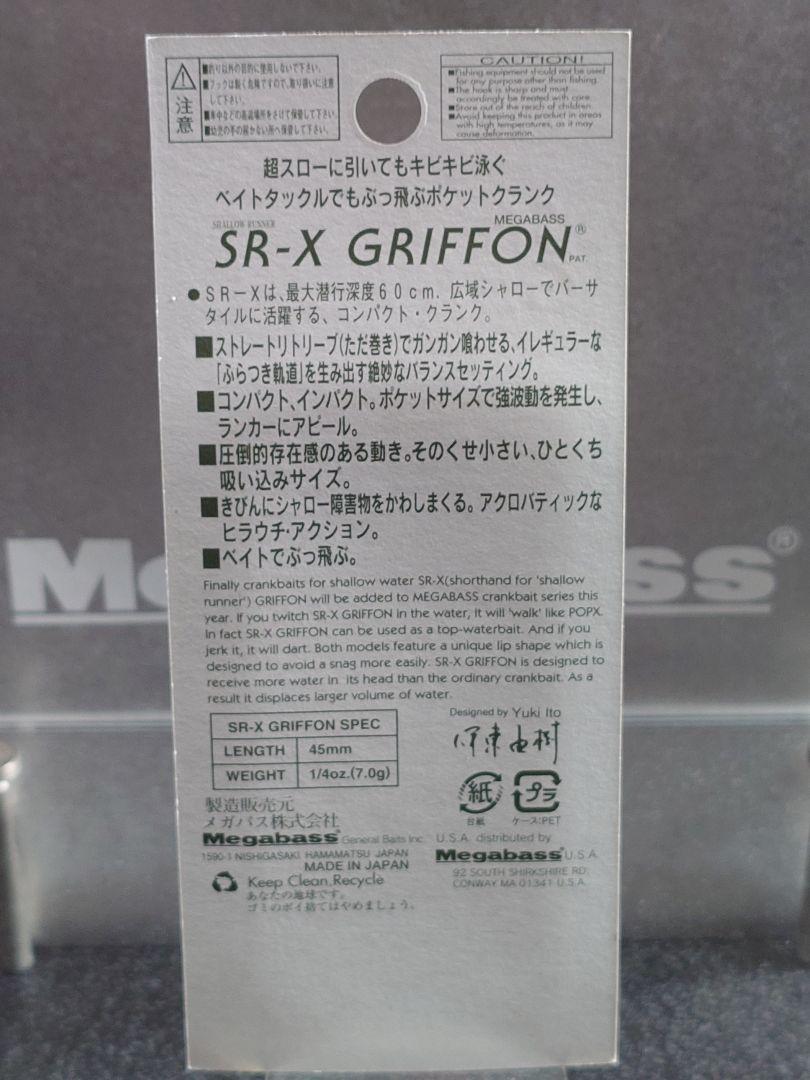 注意
■釣り以外の目的に使用しないで下さい。
■フックは鋭く危険ですので、取り扱いに注意
して下さい。
■車中などの高温場所をさけて保管して下さい。
■幼児の手の届かない所へ保管して下さい。
CAUTION!
■Fishing equipment should not be used
for any purpose other than fishing.
■The hook is sharp and must
accordingly be treated with care.
■Store out of the reach of children.
■Avoid keeping this product in areas
with high temperatures, as it may
cause deformation.
超スローに引いてもキビキビ泳ぐ
ベイトタックルでもぶっ飛ぶポケットクランク
SHALLOW RUNNER
MEGABASS
SR-X GRIFFON®
PAT.
●SR－Xは、最大潜行深度60cm. 広域シャローでバーサ
タイルに活躍する、コンパクト・クランク。
■ストレートリトリーブ(ただ巻き)でガンガン喰わせる、イレギュラーな
「ふらつき軌道」を生み出す絶妙なバランスセッティング。
■コンパクト、インパクト。ポケットサイズで強波動を発生し、
ランカーにアピール。
■圧倒的存在感のある動き。そのくせ小さい、ひとくち
吸い込みサイズ。
■きびんにシャロー障害物をかわしまくる。アクロバティックな
ヒラウチ・アクション。
■ベイトでぶっ飛ぶ。
Finally crankbaits for shallow water SR-X(shorthand for 'shallow
runner') GRIFFON will be added to MEGABASS crankbait series this
year. If you twitch SR-X GRIFFON in the water, it will 'walk' like POPX.
In fact SR-X GRIFFON can be used as a top-waterbait. And if you
jerk it, it will dart. Both models feature a unique lip shape which is
designed to avoid a snag more easily. SR-X GRIFFON is designed to
receive more water in its head than the ordinary crankbait. As a
result it displaces larger volume of water.
SR-X GRIFFON SPEC
LENGTH 45mm
WEIGHT 1/4oz.(7.0g)
Designed by Yuki Ito
伊東由樹
紙
台紙
プラ
ケース:PET
製造販売元
メガバス株式会社
Megabass General Baits Inc.
1590-1 NISHIGASAKI HAMAMATSU JAPAN
MADE IN JAPAN
Keep Clean,Recycle
あなたの地球です。
ゴミのポイ捨てはやめましょう。
U.S.A. distributed by
Megabass U.S.A.
92 SOUTH SHIRKSHIRE RD.
CONWAY MA 01341 U.S.A.
Megabass®